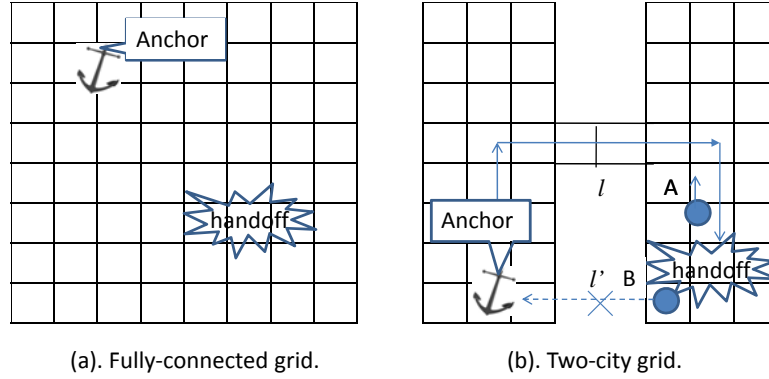 Anchor
handoff
(a). Fully-connected grid.
l
A
Anchor
handoff
l’ B
(b). Two-city grid.